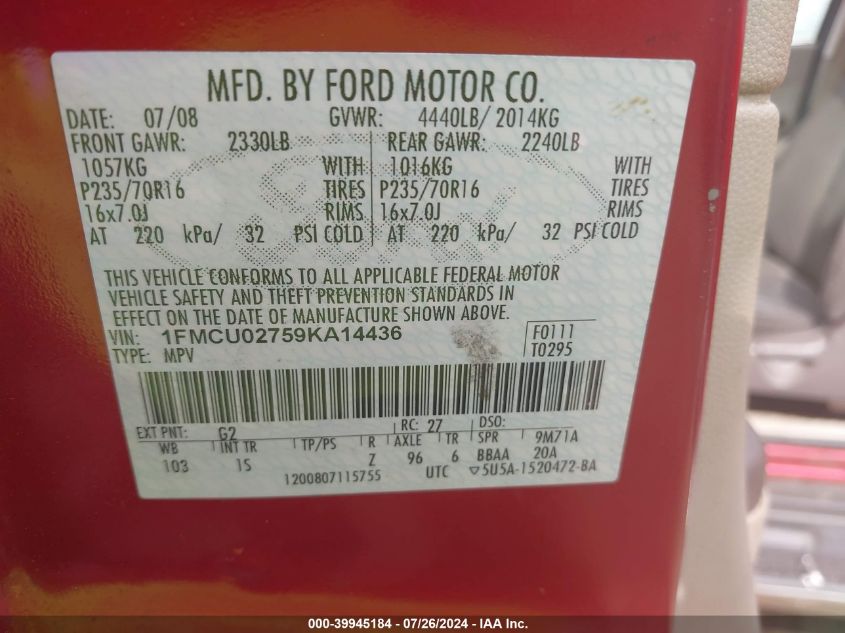 MFD. BY FORD MOTOR CO.
DATE: 07/08 GVWR: 4440LB/ 2014KG
FRONT GAWR: 2330LB REAR GAWR: 2240LB
1057KG WITH 1016KG WITH
P235/70R16 TIRES P235/70R16 TIRES
16x7.0J RIMS 16x7.0J RIMS
AT 220 kPa/ 32 PSI COLD AT 220 kPa/ 32 PSI COLD
THIS VEHICLE CONFORMS TO ALL APPLICABLE FEDERAL MOTOR
VEHICLE SAFETY AND THEFT PREVENTION STANDARDS IN
EFFECT ON THE DATE OF MANUFACTURE SHOWN ABOVE.
VIN: 1FMCU02759KA14436 F0111
TYPE: MPV T0295
EXT PNT: G2 RC: 27 DSO:
WB INT TR TP/PS R AXLE TR SPR 9M71A
103 1S Z 96 6 BBAA 20A
1200807115755 UTC ▽5U5A-1520472-BA
000-39945184 - 07/26/2024 - IAA Inc.